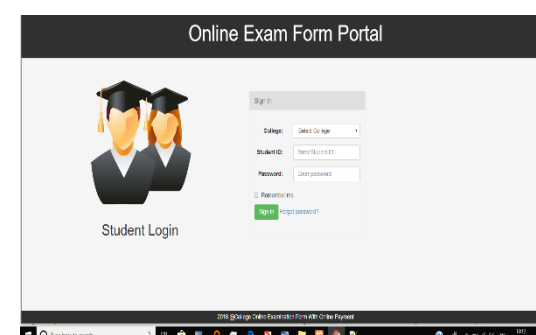 Online Exam Form Portal
Sign In
College: Select College
Student ID: Enter Student ID
Password: Enter password
Remember me
Sign In Forgot password?
Student Login
2018 @College Online Examination Form With Online Payment